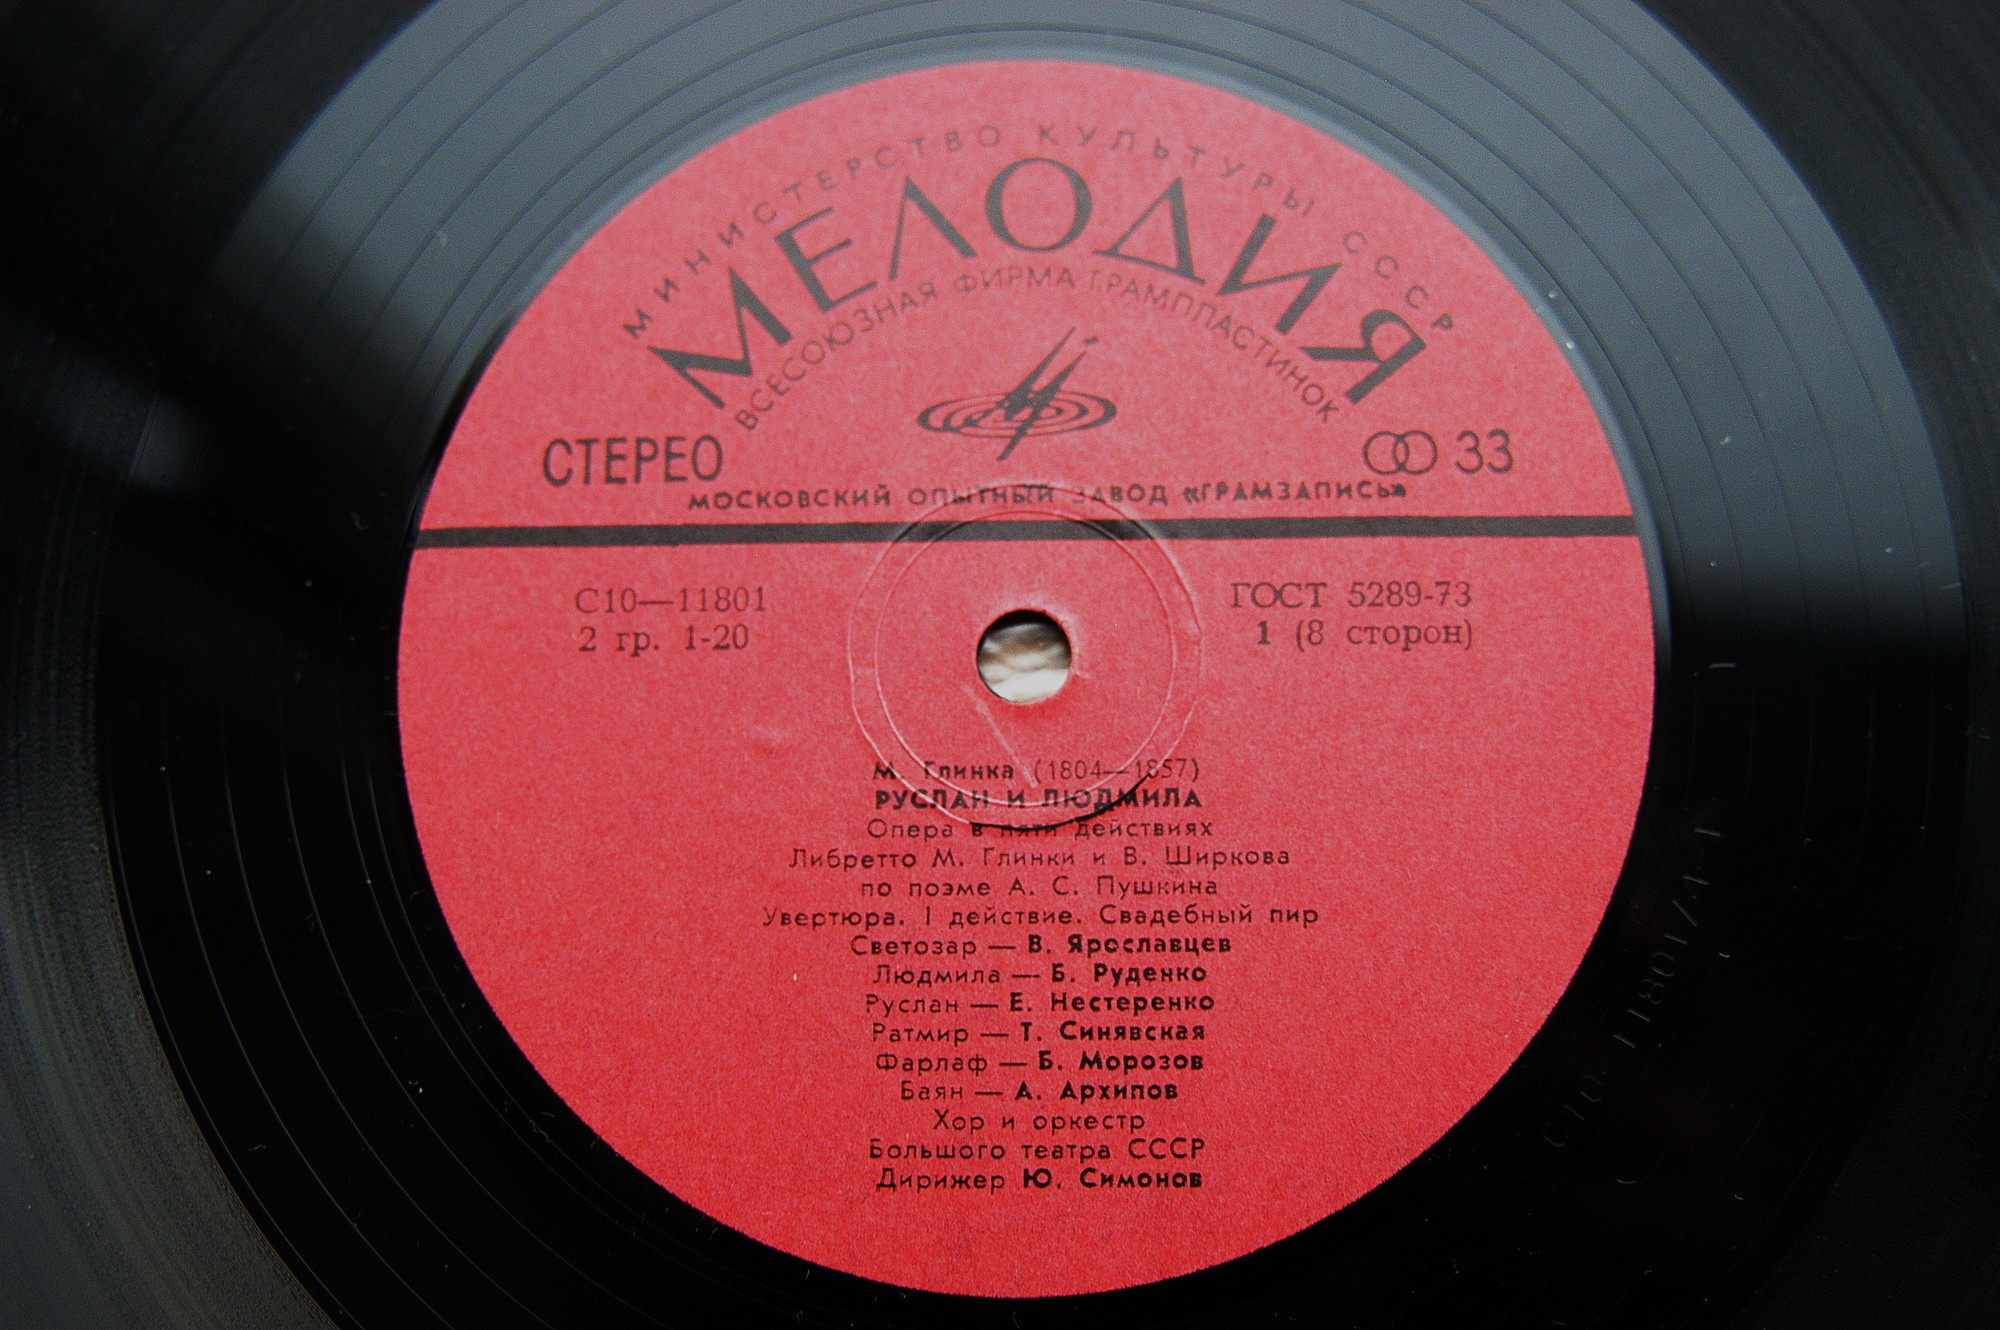 МИНИСТЕРСТВО КУЛЬТУРЫ СССР
МЕЛОДИЯ
ВСЕСОЮЗНАЯ ФИРМА ГРАМПЛАСТИНОК
СТЕРЕО
33
МОСКОВСКИЙ ОПЫТНЫЙ ЗАВОД «ГРАМЗАПИСЬ»
С10—11801
ГОСТ 5289-73
2 гр. 1-20
1 (8 сторон)
М. Глинка (1804—1857)
РУСЛАН И ЛЮДМИЛА
Опера в пяти действиях
Либретто М. Глинки и В. Ширкова
по поэме А. С. Пушкина
Увертюра. I действие. Свадебный пир
Светозар — В. Ярославцев
Людмила — Б. Руденко
Руслан — Е. Нестеренко
Ратмир — Т. Синявская
Фарлаф — Б. Морозов
Баян — А. Архипов
Хор и оркестр
Большого театра СССР
Дирижер Ю. Симонов